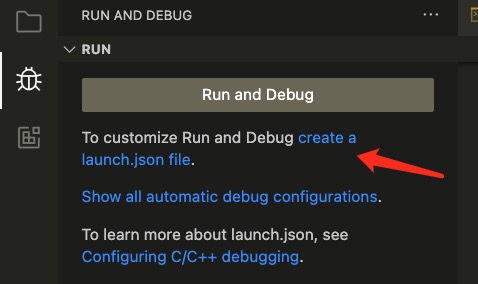 RUN AND DEBUG
RUN
Run and Debug
To customize Run and Debug create a
launch.json file.
Show all automatic debug configurations.
To learn more about launch.json, see
Configuring C/C++ debugging.